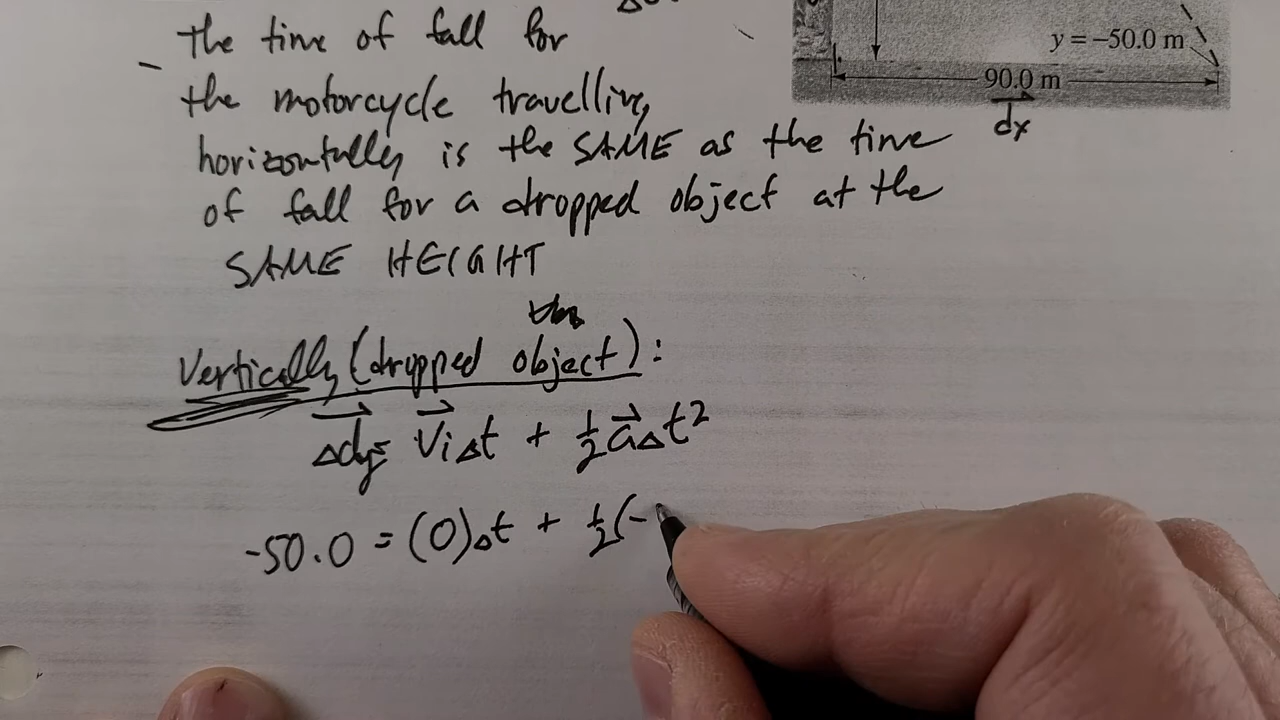 the time of fall for
the motorcycle travelling
horizontally is the SAME as the time
of fall for a dropped object at the
SAME HEIGHT
y = −50.0 m
90.0 m
dx
Vertically (dropped object):
Δdy = ViΔt + 1/2 aΔt²
-50.0 = (0)Δt + 1/2(-